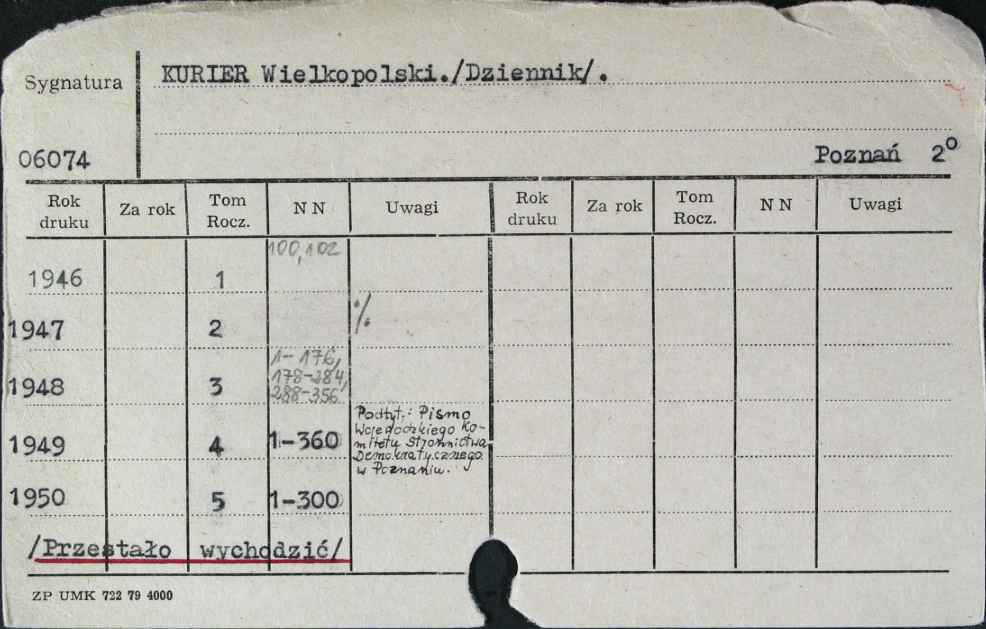 Sygnatura
KURIER Wielkopolski./Dziennik/.
06074
Poznań 2º
Rok druku Za rok Tom Rocz. N N Uwagi Rok druku Za rok Tom Rocz. N N Uwagi
1946 1 100,102
1947 2 ⁒
1948 3 1-176,
178-284,
288-356
1949 4 1-360 Podtyt.: Pismo
Wojewódzkiego Ko-
mitetu Stronnictwa
Demokratycznego
w Poznaniu.
1950 5 1-300
/Przestało wychodzić/
ZP UMK 722 79 4000